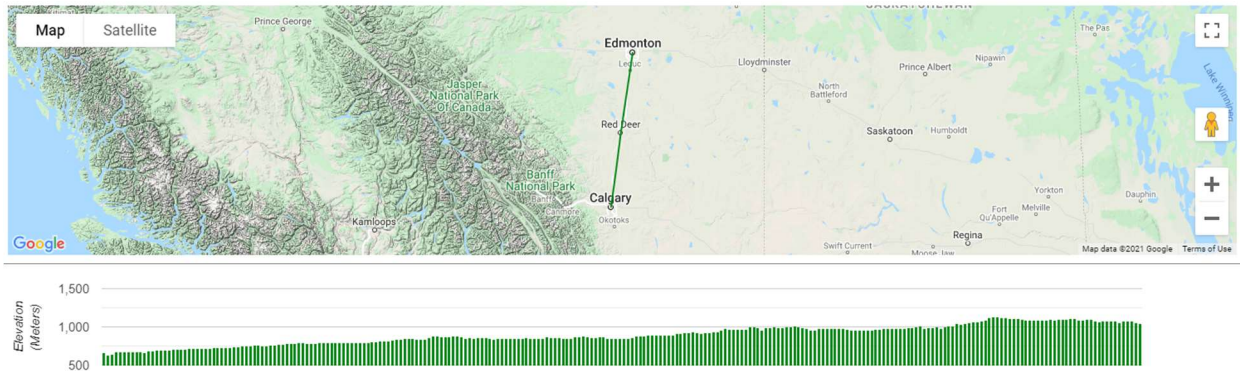 Map
Satellite
Prince George
Edmonton
Leduc
Lloydminster
Prince Albert
Nipawin
The Pas
Lake Winnipeg
Jasper
National Park
Of Canada
North
Battleford
Red Deer
Saskatoon
Humboldt
Banff
National Park
Banff
Canmore
Calgary
Okotoks
Kamloops
Yorkton
Melville
Fort
Qu'Appelle
Dauphin
Regina
Swift Current
Moose Jaw
Google
Map data ©2021 Google
Terms of Use
Elevation
(Meters)
1,500
1,000
500